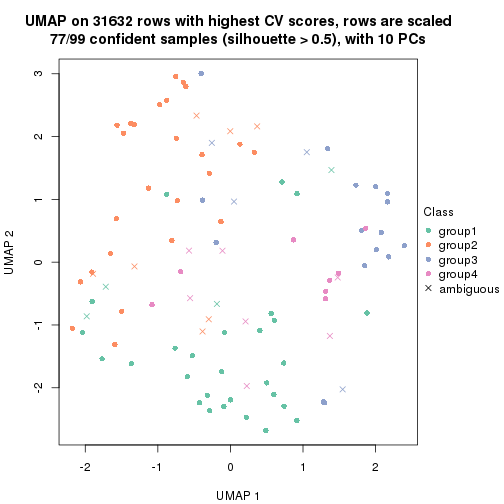 UMAP on 31632 rows with highest CV scores, rows are scaled
77/99 confident samples (silhouette > 0.5), with 10 PCs
3
2
1
0
-1
-2
UMAP 2
-2
-1
0
1
2
UMAP 1
Class
group1
group2
group3
group4
ambiguous